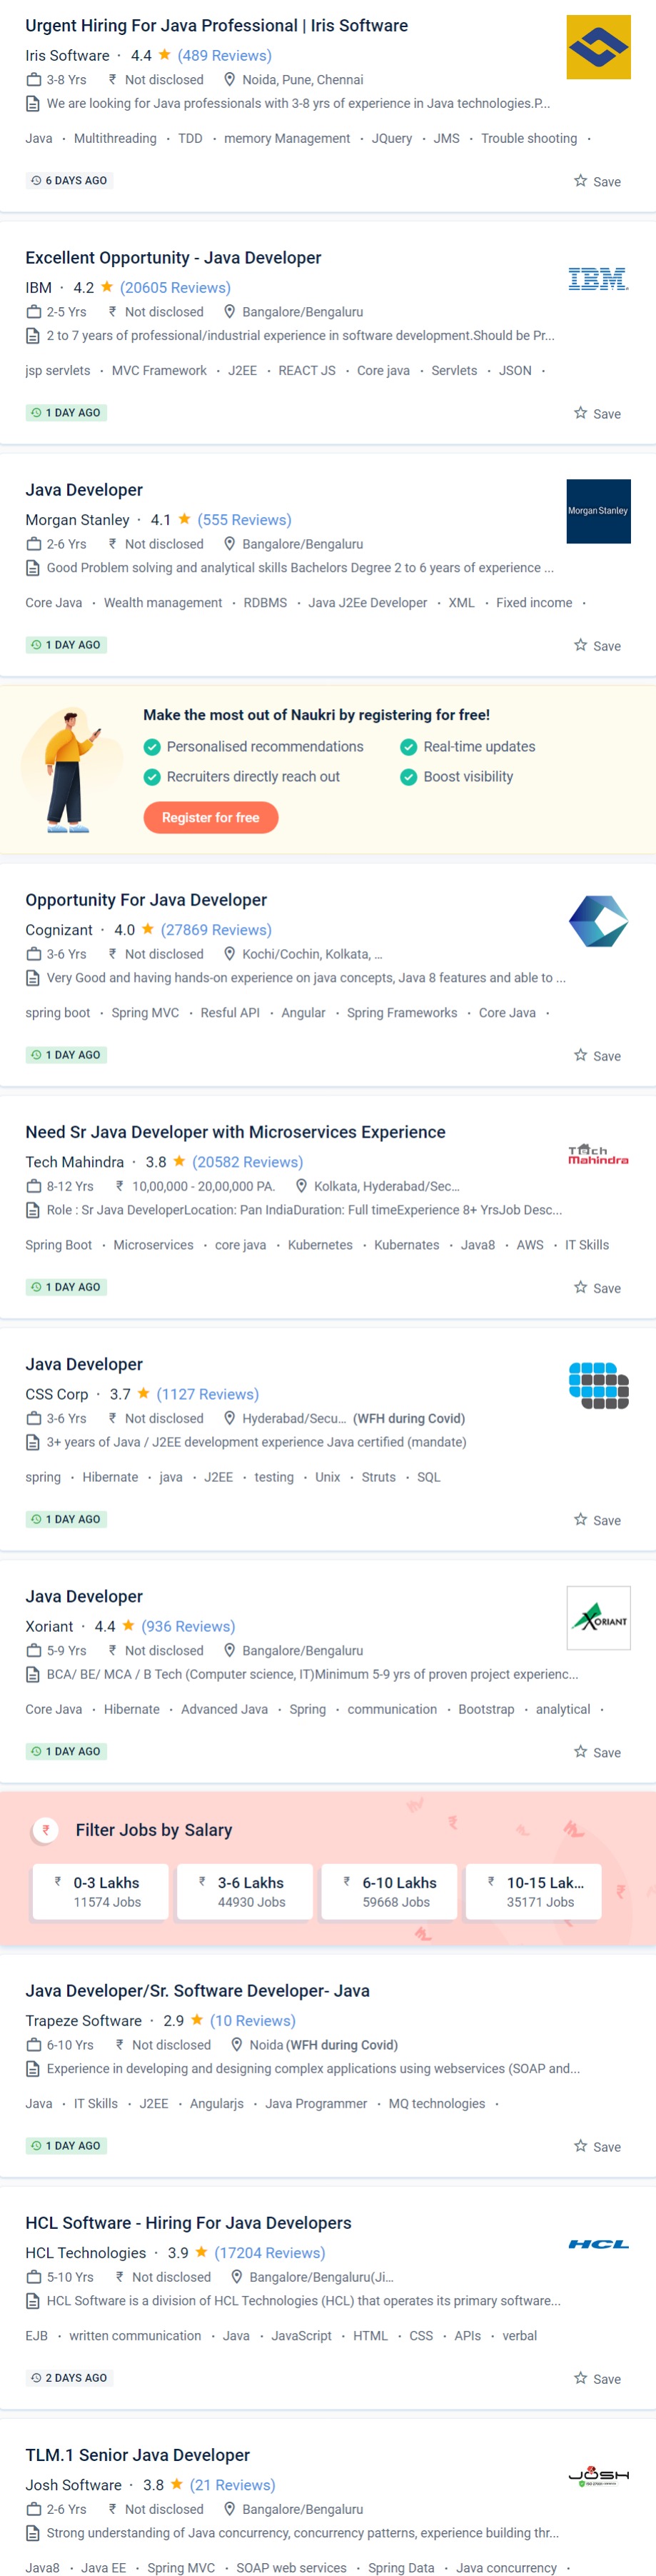 Urgent Hiring For Java Professional | Iris Software
Iris Software · 4.4 ★ (489 Reviews)
3-8 Yrs ₹ Not disclosed Noida, Pune, Chennai
We are looking for Java professionals with 3-8 yrs of experience in Java technologies.P...
Java · Multithreading · TDD · memory Management · JQuery · JMS · Trouble shooting ·
6 DAYS AGO Save
Excellent Opportunity - Java Developer
IBM
IBM · 4.2 ★ (20605 Reviews)
2-5 Yrs ₹ Not disclosed Bangalore/Bengaluru
2 to 7 years of professional/industrial experience in software development.Should be Pr...
jsp servlets · MVC Framework · J2EE · REACT JS · Core java · Servlets · JSON ·
1 DAY AGO Save
Java Developer
Morgan Stanley
Morgan Stanley · 4.1 ★ (555 Reviews)
2-6 Yrs ₹ Not disclosed Bangalore/Bengaluru
Good Problem solving and analytical skills Bachelors Degree 2 to 6 years of experience ...
Core Java · Wealth management · RDBMS · Java J2Ee Developer · XML · Fixed income ·
1 DAY AGO Save
Make the most out of Naukri by registering for free!
Personalised recommendations Real-time updates
Recruiters directly reach out Boost visibility
Register for free
Opportunity For Java Developer
Cognizant · 4.0 ★ (27869 Reviews)
3-6 Yrs ₹ Not disclosed Kochi/Cochin, Kolkata, ...
Very Good and having hands-on experience on java concepts, Java 8 features and able to ...
spring boot · Spring MVC · Resful API · Angular · Spring Frameworks · Core Java ·
1 DAY AGO Save
Need Sr Java Developer with Microservices Experience
Tech
Mahindra
Tech Mahindra · 3.8 ★ (20582 Reviews)
8-12 Yrs ₹ 10,00,000 - 20,00,000 PA. Kolkata, Hyderabad/Sec...
Role : Sr Java DeveloperLocation: Pan IndiaDuration: Full timeExperience 8+ YrsJob Desc...
Spring Boot · Microservices · core java · Kubernetes · Kubernates · Java8 · AWS · IT Skills
1 DAY AGO Save
Java Developer
CSS Corp · 3.7 ★ (1127 Reviews)
3-6 Yrs ₹ Not disclosed Hyderabad/Secu... (WFH during Covid)
3+ years of Java / J2EE development experience Java certified (mandate)
spring · Hibernate · java · J2EE · testing · Unix · Struts · SQL
1 DAY AGO Save
Java Developer
XORIANT
Xoriant · 4.4 ★ (936 Reviews)
5-9 Yrs ₹ Not disclosed Bangalore/Bengaluru
BCA/ BE/ MCA / B Tech (Computer science, IT)Minimum 5-9 yrs of proven project experienc...
Core Java · Hibernate · Advanced Java · Spring · communication · Bootstrap · analytical ·
1 DAY AGO Save
₹ Filter Jobs by Salary
₹ 0-3 Lakhs ₹ 3-6 Lakhs ₹ 6-10 Lakhs ₹ 10-15 Lak...
11574 Jobs 44930 Jobs 59668 Jobs 35171 Jobs
Java Developer/Sr. Software Developer- Java
Trapeze Software · 2.9 ★ (10 Reviews)
6-10 Yrs ₹ Not disclosed Noida (WFH during Covid)
Experience in developing and designing complex applications using webservices (SOAP and...
Java · IT Skills · J2EE · Angularjs · Java Programmer · MQ technologies ·
1 DAY AGO Save
HCL Software - Hiring For Java Developers
HCL
HCL Technologies · 3.9 ★ (17204 Reviews)
5-10 Yrs ₹ Not disclosed Bangalore/Bengaluru(Ji...
HCL Software is a division of HCL Technologies (HCL) that operates its primary software...
EJB · written communication · Java · JavaScript · HTML · CSS · APIs · verbal
2 DAYS AGO Save
TLM.1 Senior Java Developer
JOSH
Josh Software · 3.8 ★ (21 Reviews)
2-6 Yrs ₹ Not disclosed Bangalore/Bengaluru
Strong understanding of Java concurrency, concurrency patterns, experience building thr...
Java8 · Java EE · Spring MVC · SOAP web services · Spring Data · Java concurrency ·